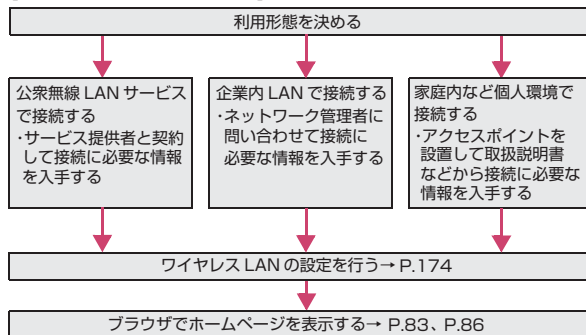 利用形態を決める
公衆無線 LAN サービス
で接続する
・サービス提供者と契約
して接続に必要な情報
を入手する
企業内 LAN で接続する
・ネットワーク管理者に
問い合わせて接続に
必要な情報を入手する
家庭内など個人環境で
接続する
・アクセスポイントを
設置して取扱説明書
などから接続に必要な
情報を入手する
ワイヤレス LAN の設定を行う→ P.174
ブラウザでホームページを表示する→ P.83、P.86